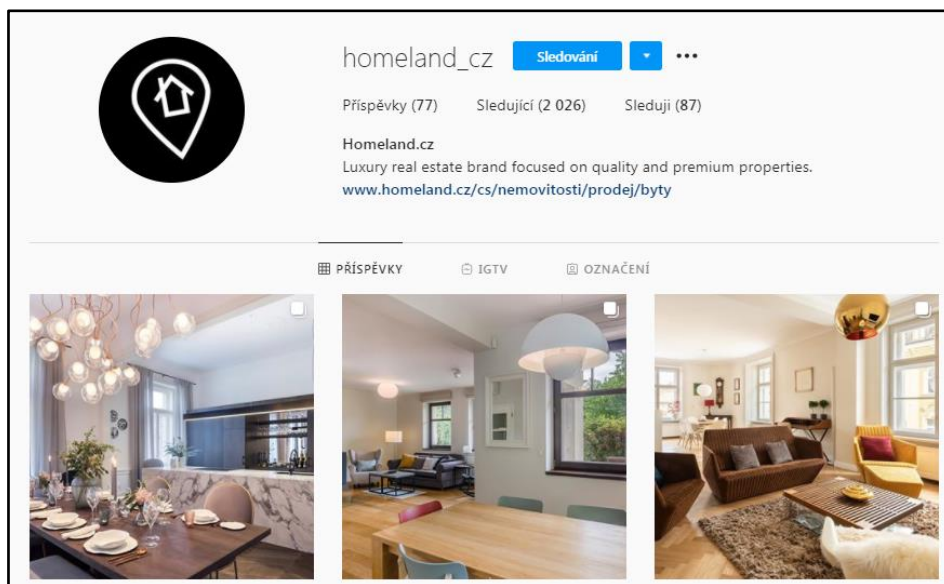 homeland_cz Sledování
Příspěvky (77) Sledující (2 026) Sleduji (87)
Homeland.cz
Luxury real estate brand focused on quality and premium properties.
www.homeland.cz/cs/nemovitosti/prodej/byty
PŘÍSPĚVKY IGTV OZNAČENÍ